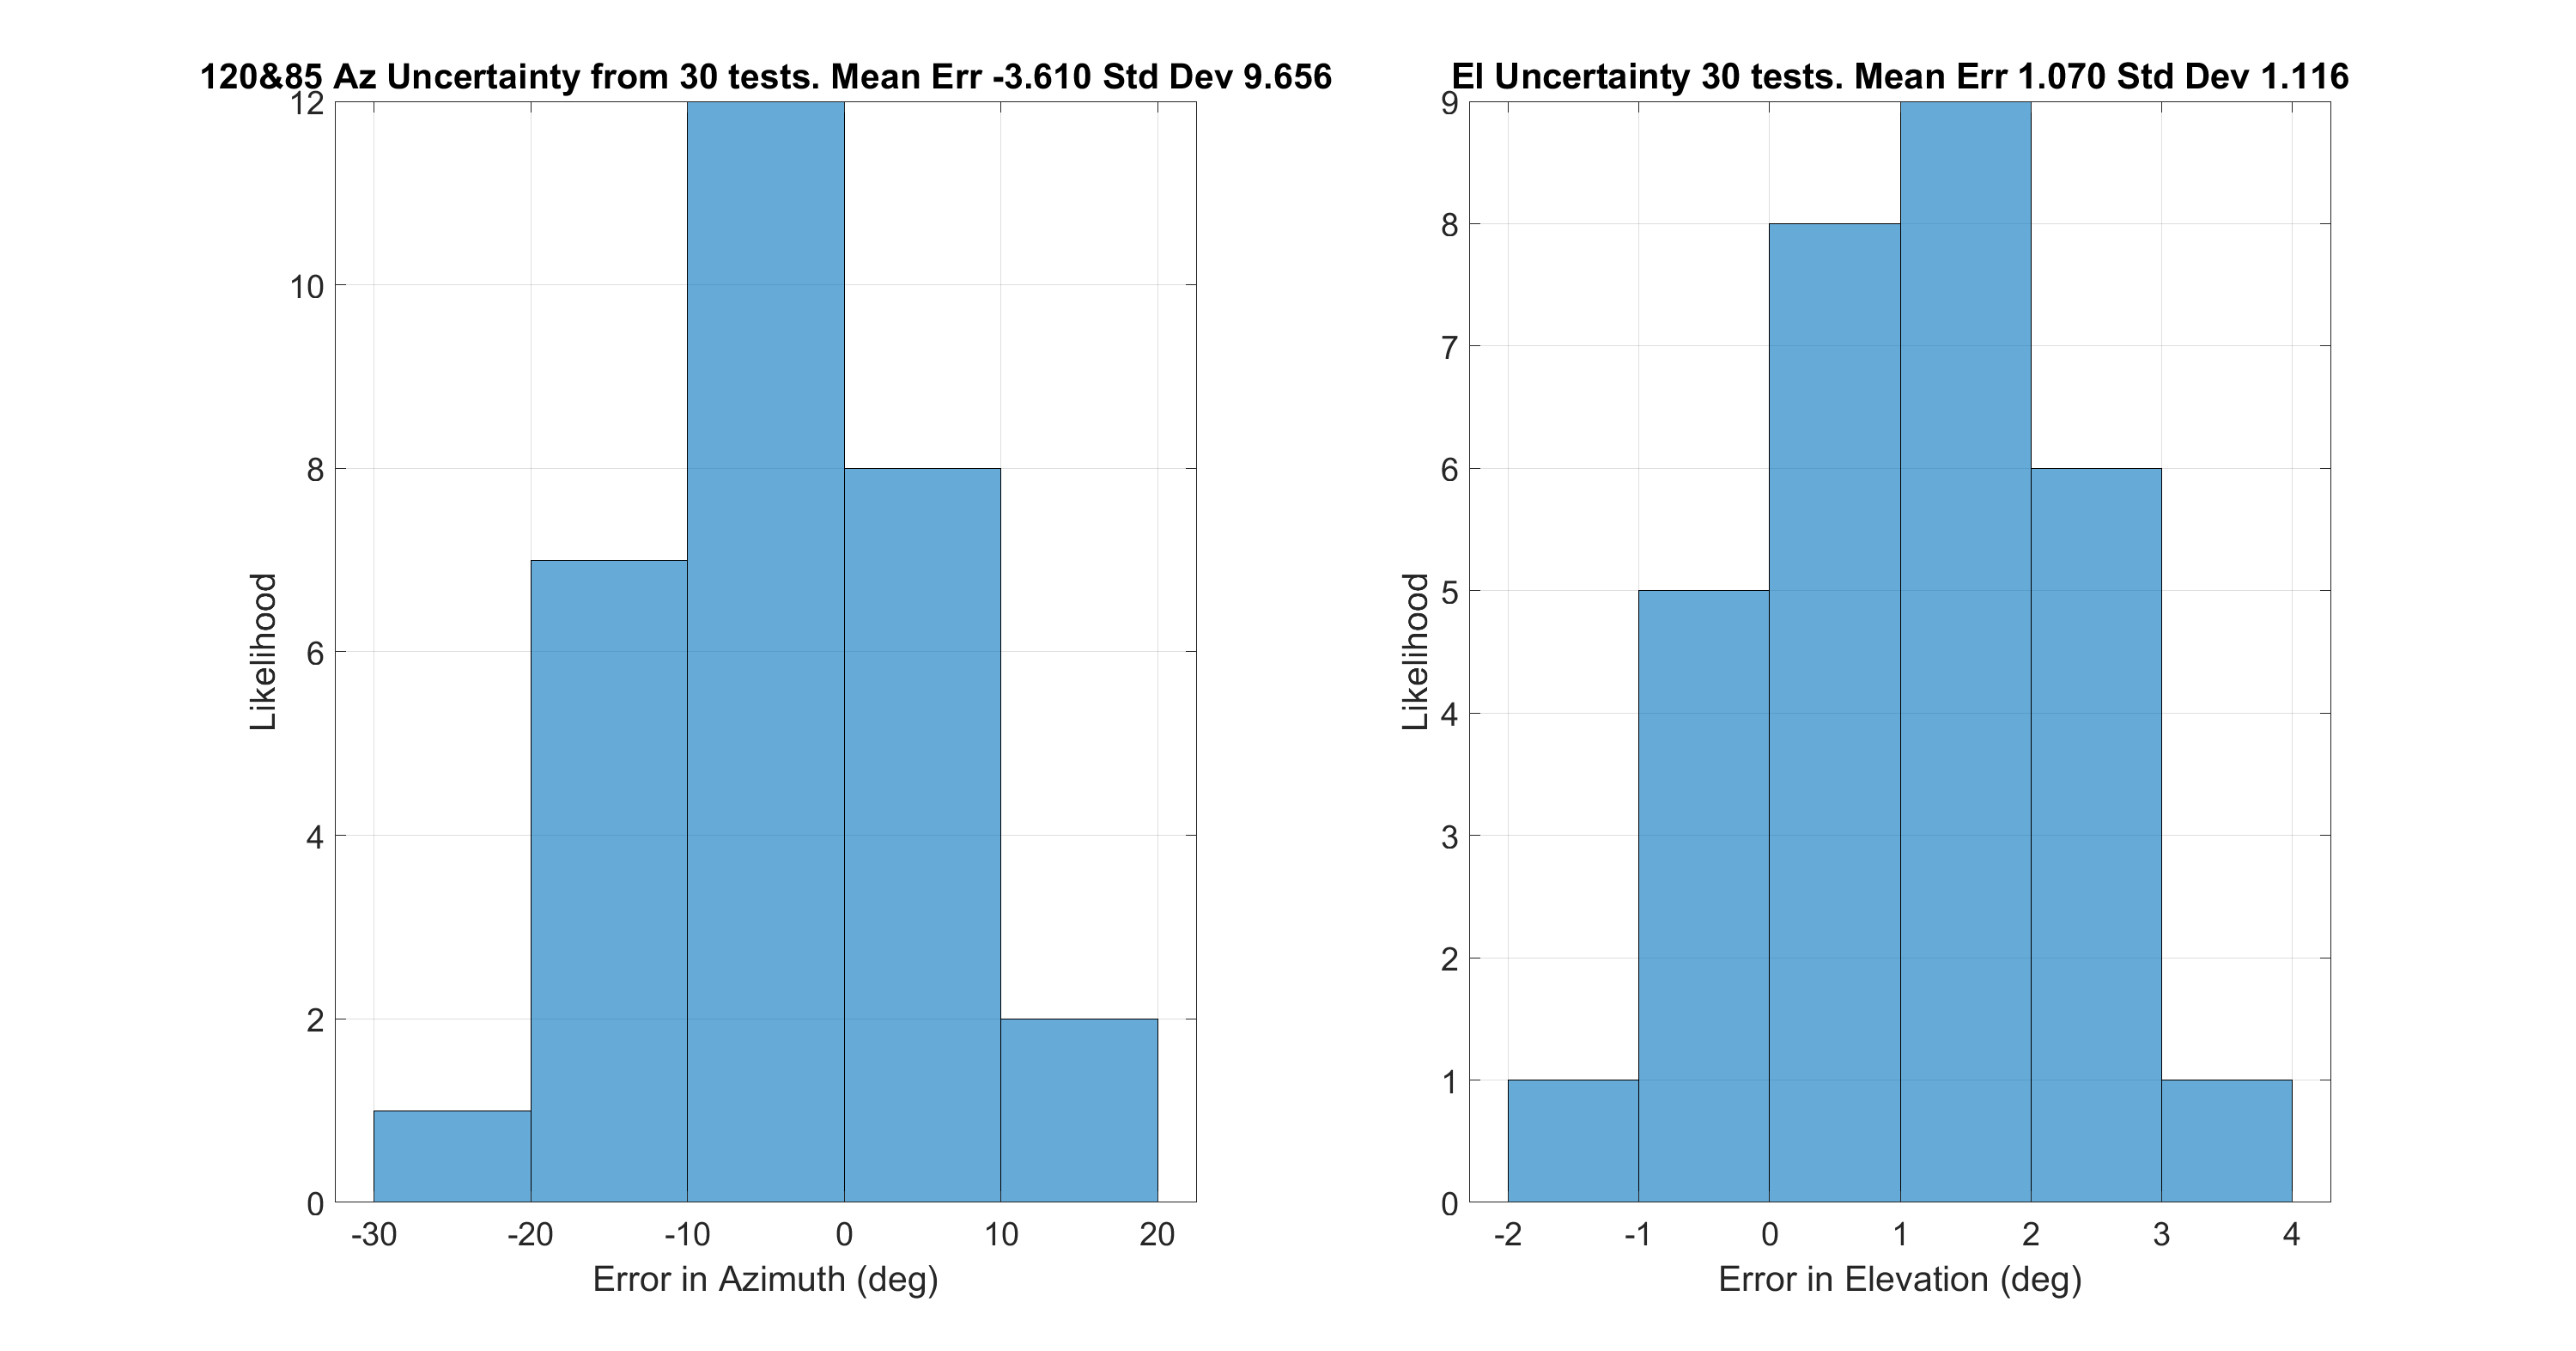 120&85 Az Uncertainty from 30 tests. Mean Err -3.610 Std Dev 9.656
12
10
8
6
4
2
0
Likelihood
-30 -20 -10 0 10 20
Error in Azimuth (deg)
El Uncertainty 30 tests. Mean Err 1.070 Std Dev 1.116
9
8
7
6
5
4
3
2
1
0
Likelihood
-2 -1 0 1 2 3 4
Error in Elevation (deg)